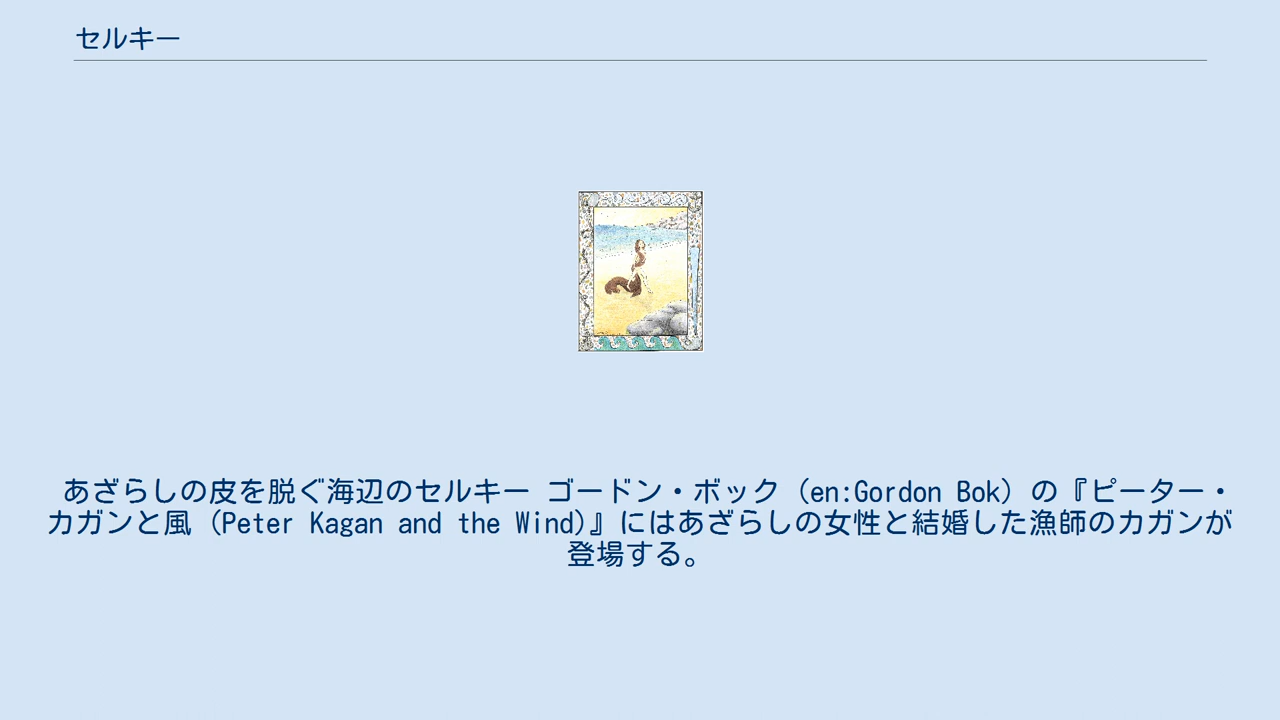 セルキー
あざらしの皮を脱ぐ海辺のセルキー ゴードン・ボック（en:Gordon Bok）の『ピーター・
カガンと風（Peter Kagan and the Wind)』にはあざらしの女性と結婚した漁師のカガンが
登場する。